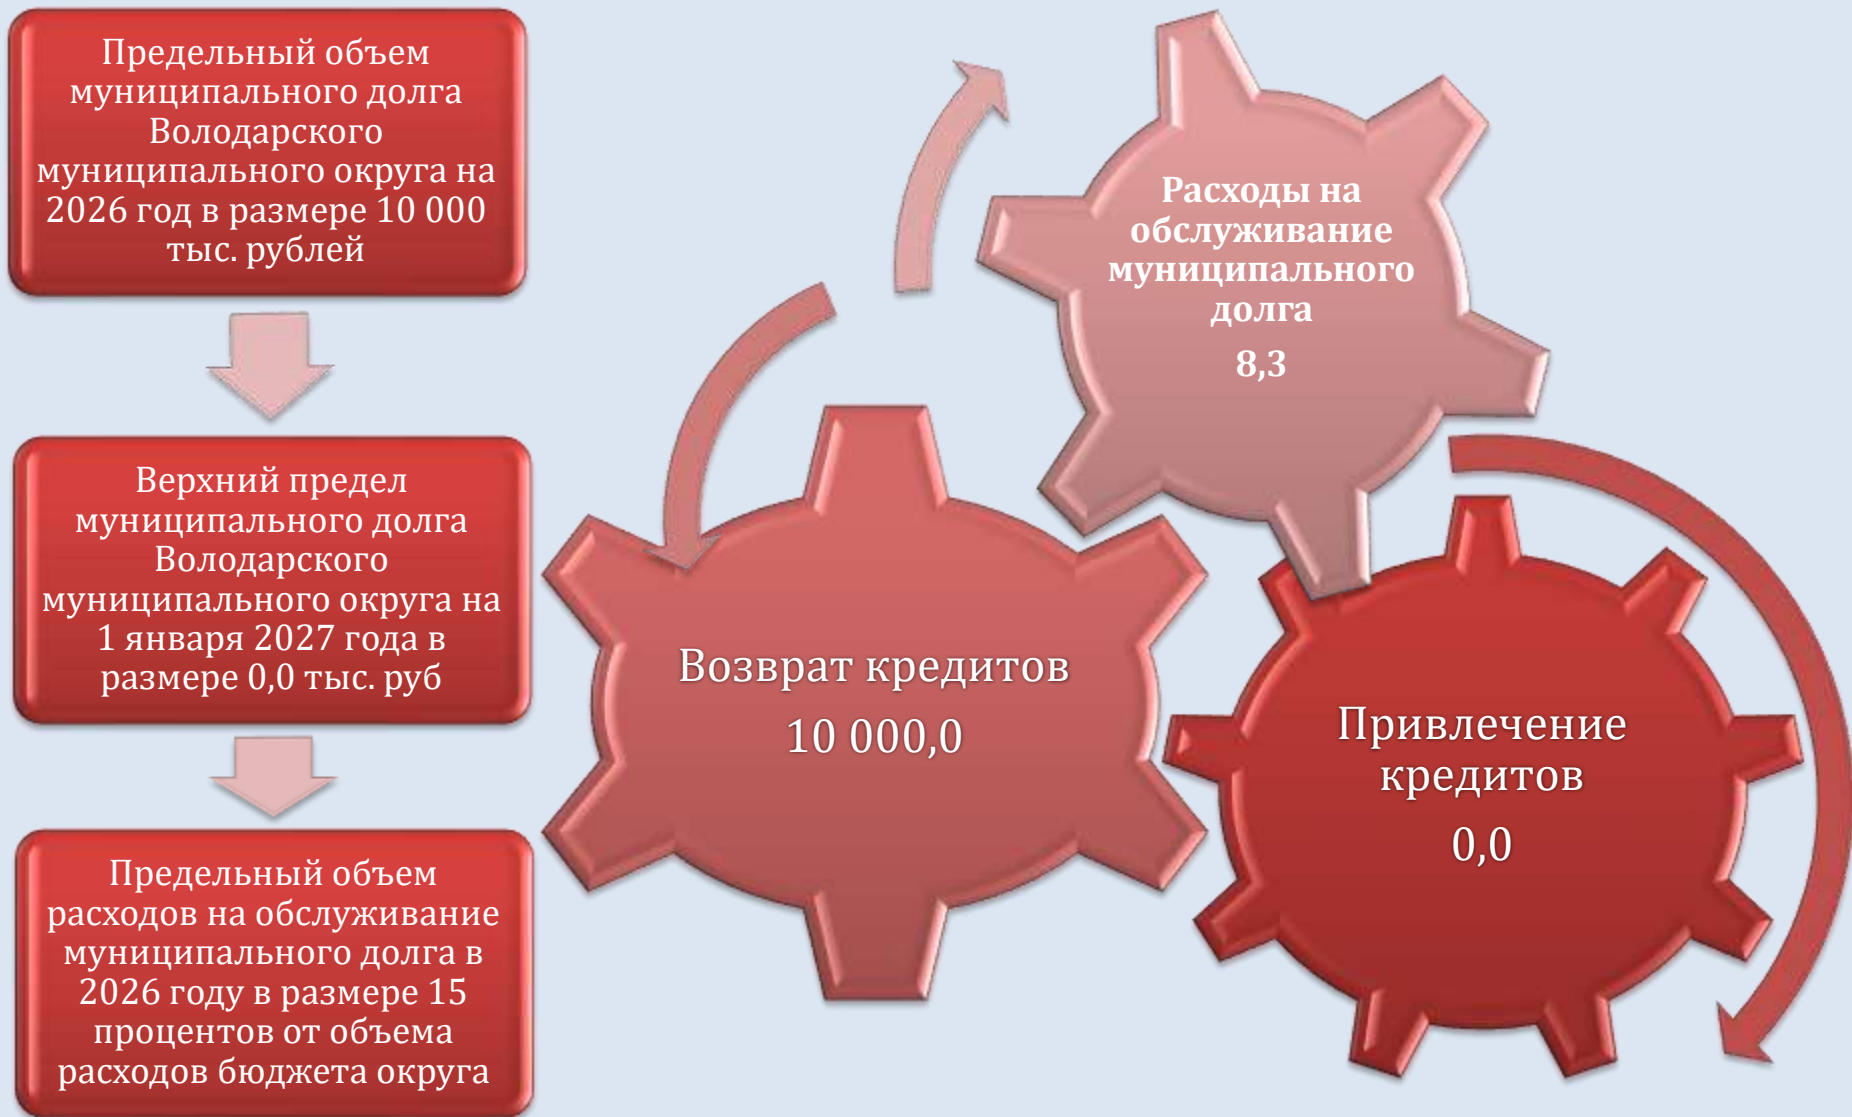 Предельный объем
муниципального долга
Володарского
муниципального округа на
2026 год в размере 10 000
тыс. рублей
Верхний предел
муниципального долга
Володарского
муниципального округа на
1 января 2027 года в
размере 0,0 тыс. руб
Предельный объем
расходов на обслуживание
муниципального долга в
2026 году в размере 15
процентов от объема
расходов бюджета округа
Расходы на
обслуживание
муниципального
долга
8,3
Возврат кредитов
10 000,0
Привлечение
кредитов
0,0